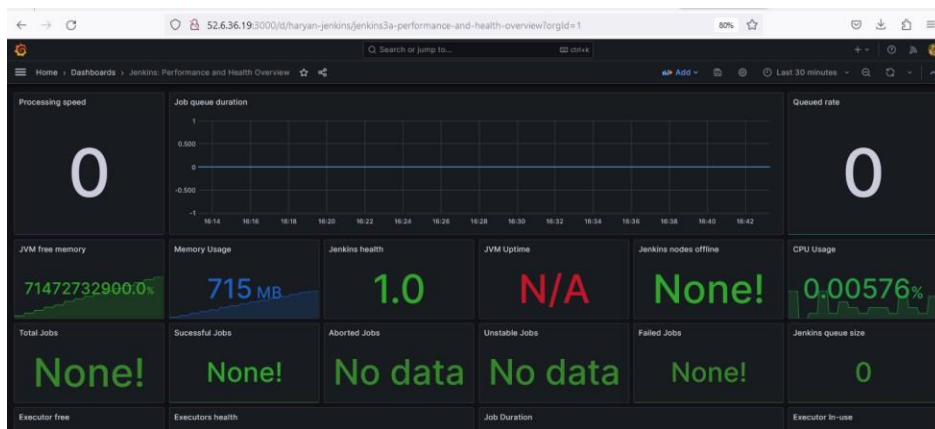 52.6.36.19:3000/d/haryan-jenkins/jenkins3a-performance-and-health-overview?orgId=1
80%
Search or jump to...
ctrl+k
Home › Dashboards › Jenkins: Performance and Health Overview
Add
Last 30 minutes
Processing speed
0
Job queue duration
1
0.500
0
-0.500
-1
16:14 16:16 16:18 16:20 16:22 16:24 16:26 16:28 16:30 16:32 16:34 16:36 16:38 16:40 16:42
Queued rate
0
JVM free memory
71472732900.0%
Memory Usage
715 MB
Jenkins health
1.0
JVM Uptime
N/A
Jenkins nodes offline
None!
CPU Usage
0.00576%
Total Jobs
None!
Sucessful Jobs
None!
Aborted Jobs
No data
Unstable Jobs
No data
Failed Jobs
None!
Jenkins queue size
0
Executor free
Executors health
Job Duration
Executor In-use